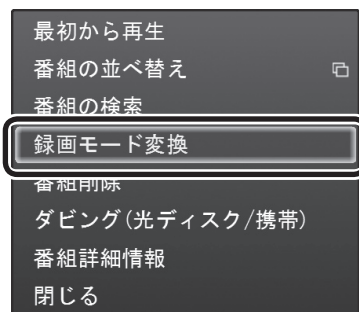 最初から再生
番組の並べ替え
番組の検索
録画モード変換
番組削除
ダビング(光ディスク/携帯)
番組詳細情報
閉じる